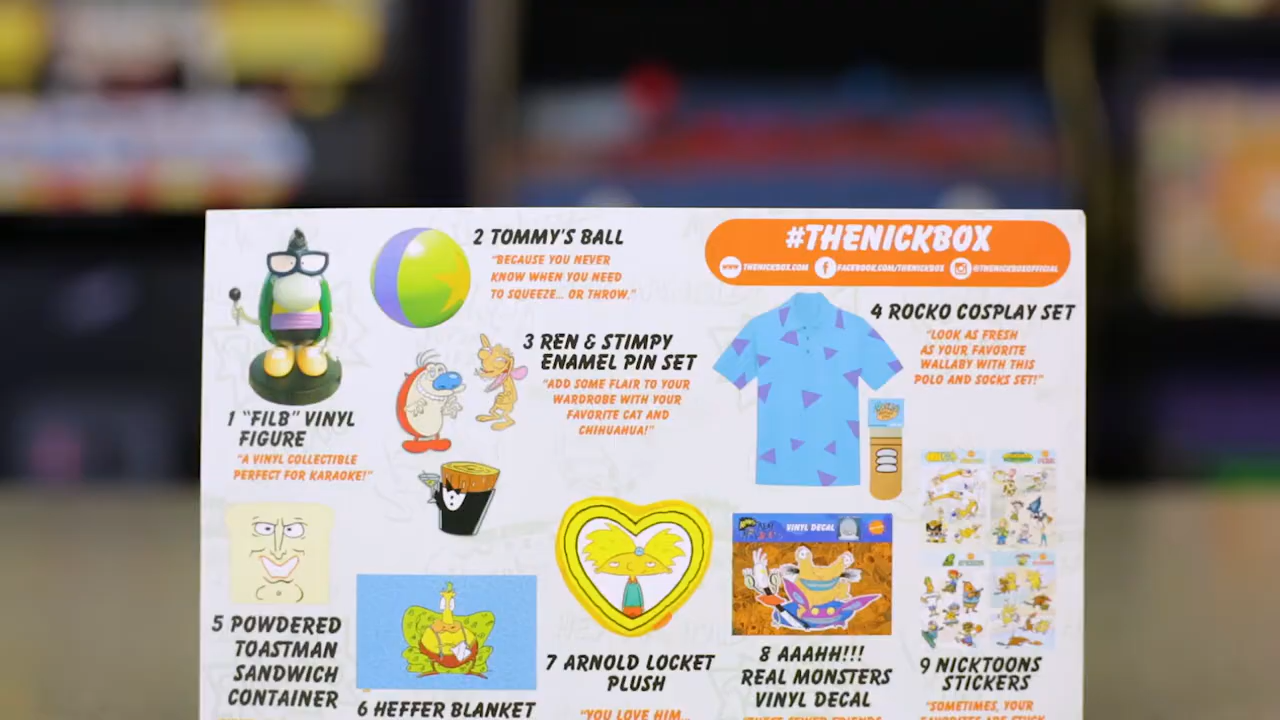 #THENICKBOX
THENICKBOX.COM
FACEBOOK.COM/THENICKBOX
@THENICKBOXOFFICIAL
1 "FILB" VINYL
FIGURE
"A VINYL COLLECTIBLE
PERFECT FOR KARAOKE!"
2 TOMMY'S BALL
"BECAUSE YOU NEVER
KNOW WHEN YOU NEED
TO SQUEEZE... OR THROW."
3 REN & STIMPY
ENAMEL PIN SET
"ADD SOME FLAIR TO YOUR
WARDROBE WITH YOUR
FAVORITE CAT AND
CHIHUAHUA!"
4 ROCKO COSPLAY SET
"LOOK AS FRESH
AS YOUR FAVORITE
WALLABY WITH THIS
POLO AND SOCKS SET!"
5 POWDERED
TOASTMAN
SANDWICH
CONTAINER
6 HEFFER BLANKET
7 ARNOLD LOCKET
PLUSH
"YOU LOVE HIM...
VINYL DECAL
8 AAAHH!!!
REAL MONSTERS
VINYL DECAL
9 NICKTOONS
STICKERS
"SOMETIMES, YOUR